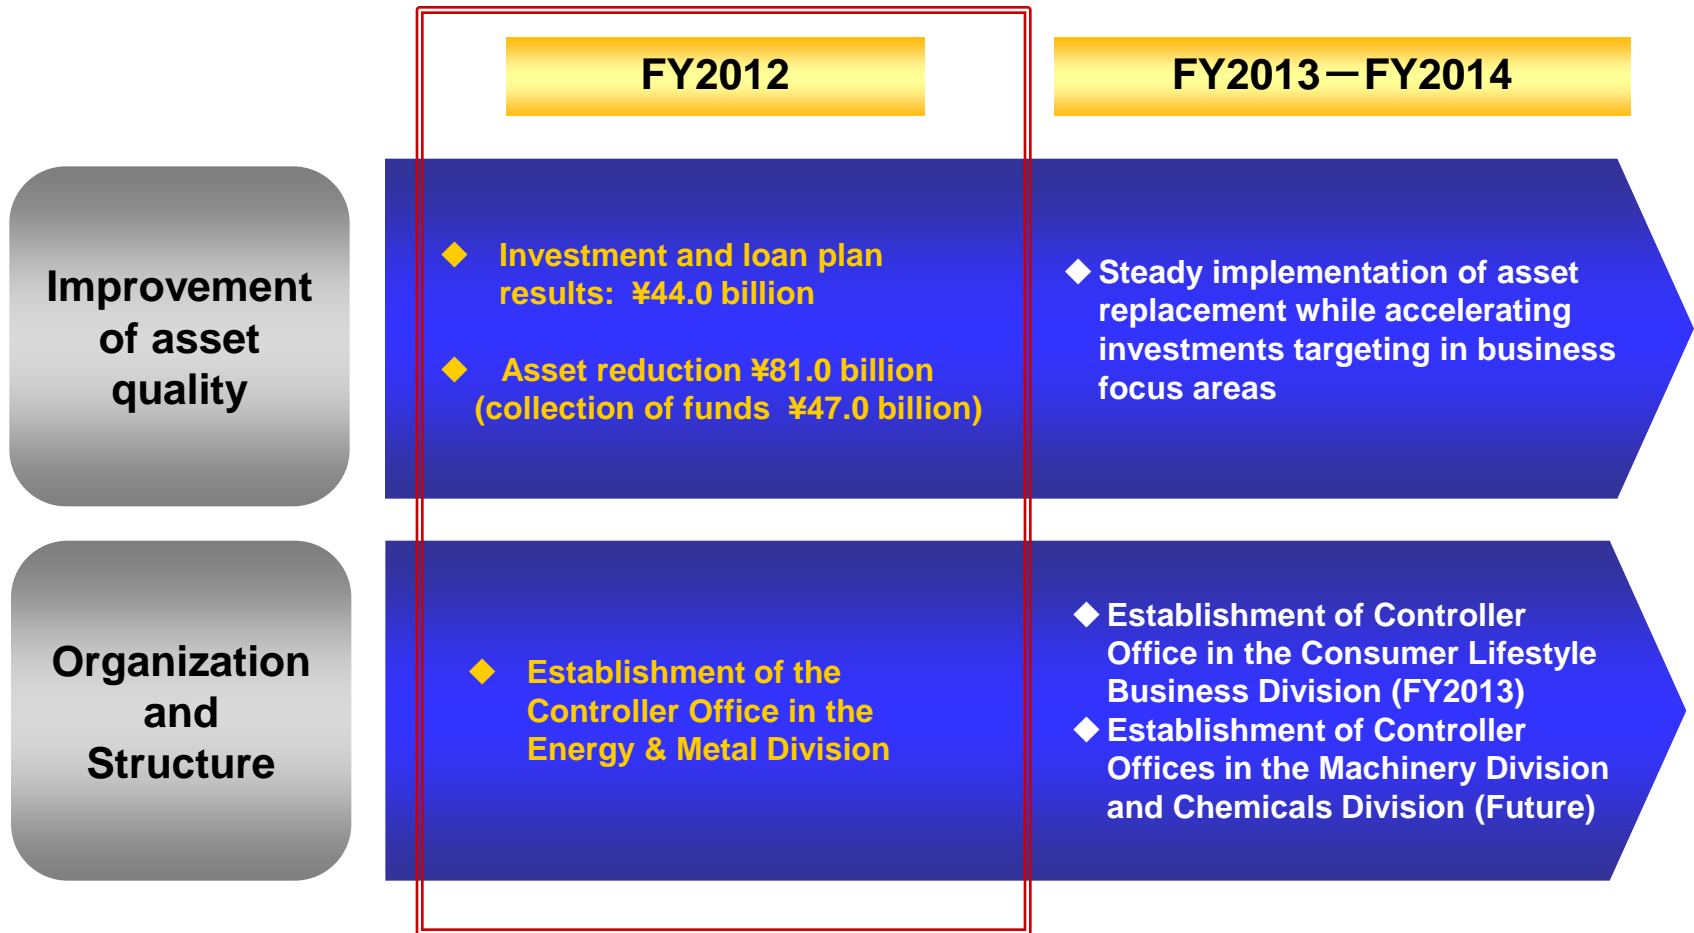 FY2012
FY2013－FY2014
Improvement
of asset
quality
◆ Investment and loan plan
results: ¥44.0 billion
◆ Asset reduction ¥81.0 billion
(collection of funds ¥47.0 billion)
◆ Steady implementation of asset
replacement while accelerating
investments targeting in business
focus areas
Organization
and
Structure
◆ Establishment of the
Controller Office in the
Energy & Metal Division
◆ Establishment of Controller
Office in the Consumer Lifestyle
Business Division (FY2013)
◆ Establishment of Controller
Offices in the Machinery Division
and Chemicals Division (Future)